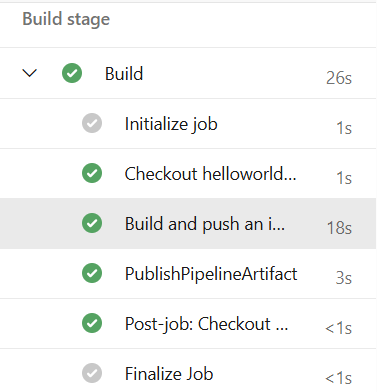 Build stage
Build 26s
Initialize job 1s
Checkout helloworld... 1s
Build and push an i... 18s
PublishPipelineArtifact 3s
Post-job: Checkout ... <1s
Finalize Job <1s